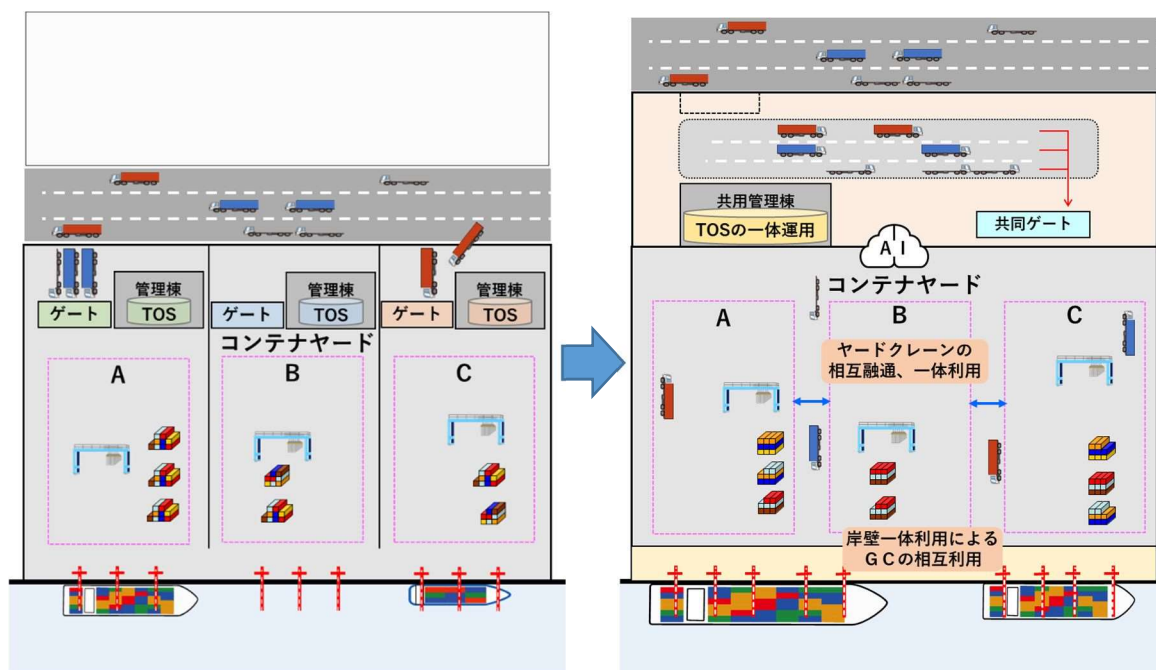 管理棟
TOS
ゲート
管理棟
TOS
ゲート
管理棟
TOS
ゲート
コンテナヤード
A
B
C
共用管理棟
TOSの一体運用
共同ゲート
AI
コンテナヤード
A
B
C
ヤードクレーンの
相互融通、一体利用
岸壁一体利用による
GCの相互利用